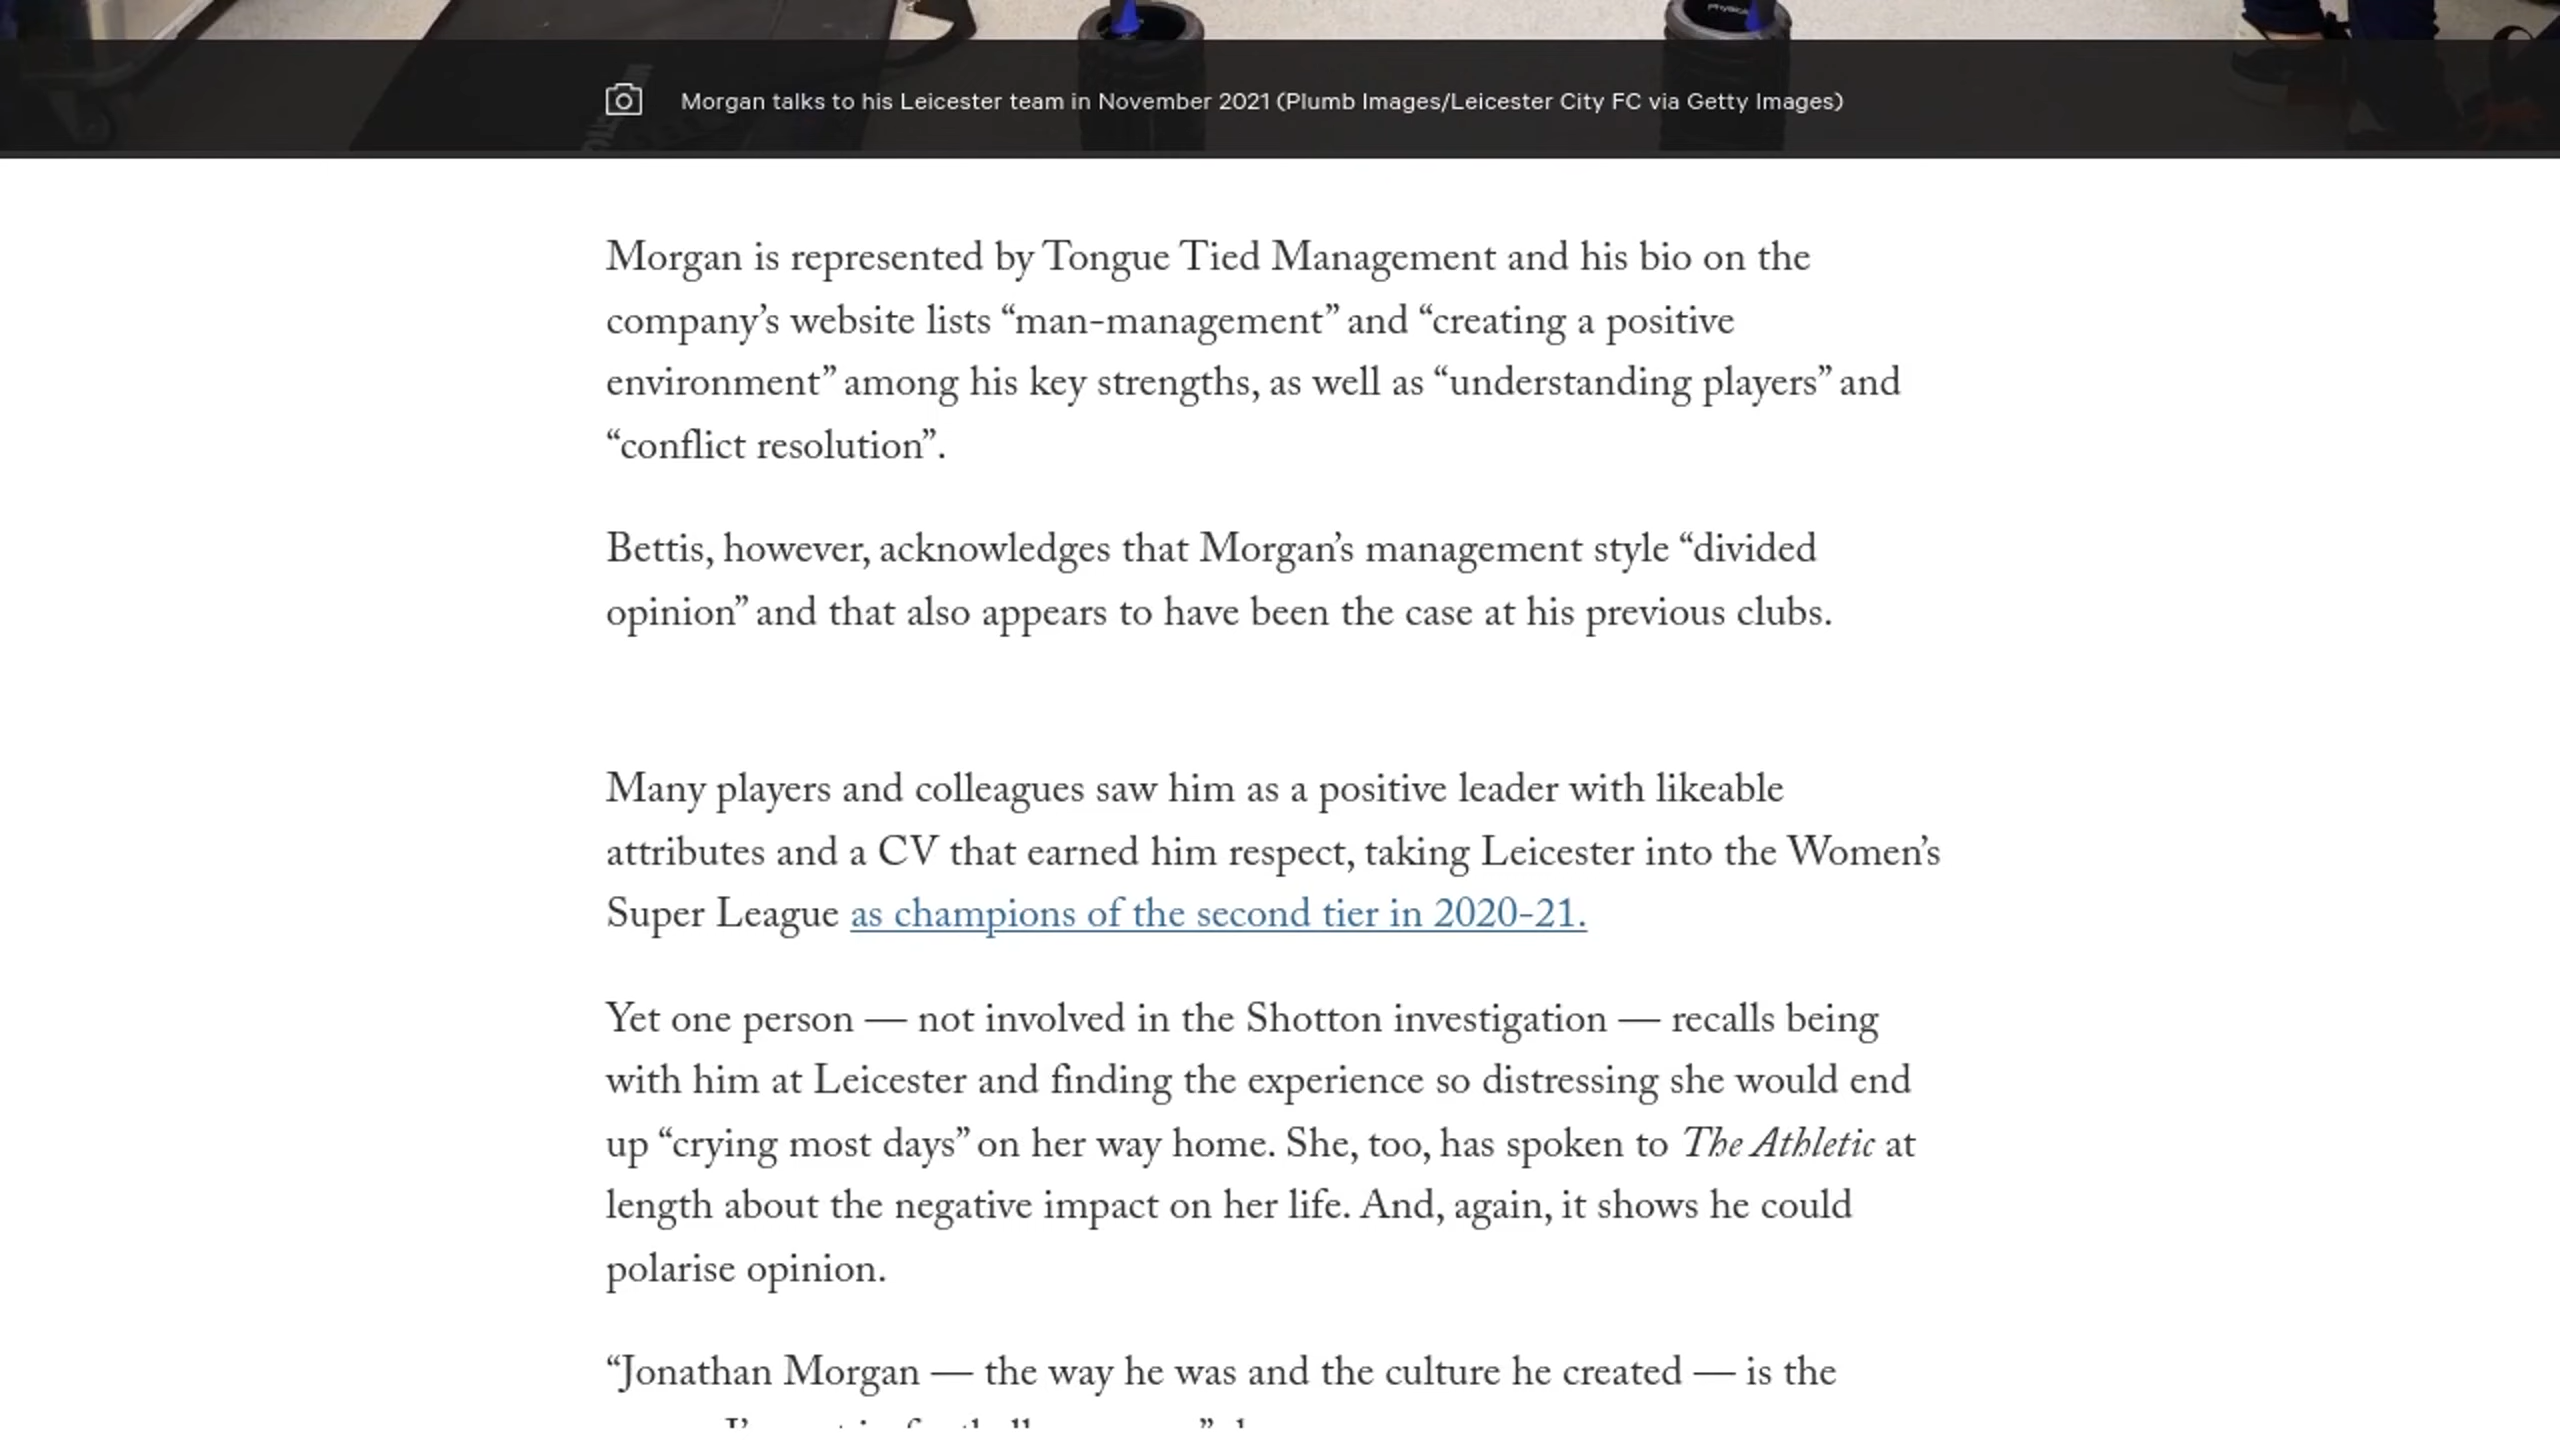 Morgan talks to his Leicester team in November 2021 (Plumb Images/Leicester City FC via Getty Images)
Morgan is represented by Tongue Tied Management and his bio on the
company’s website lists “man-management” and “creating a positive
environment” among his key strengths, as well as “understanding players” and
“conflict resolution”.
Bettis, however, acknowledges that Morgan’s management style “divided
opinion” and that also appears to have been the case at his previous clubs.
Many players and colleagues saw him as a positive leader with likeable
attributes and a CV that earned him respect, taking Leicester into the Women’s
Super League as champions of the second tier in 2020-21.
Yet one person — not involved in the Shotton investigation — recalls being
with him at Leicester and finding the experience so distressing she would end
up “crying most days” on her way home. She, too, has spoken to The Athletic at
length about the negative impact on her life. And, again, it shows he could
polarise opinion.
“Jonathan Morgan — the way he was and the culture he created — is the